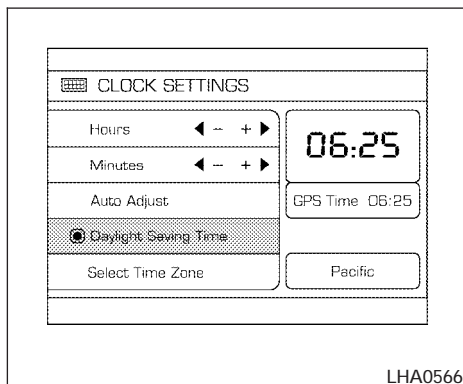 CLOCK SETTINGS
Hours ◀ − + ▶
Minutes ◀ − + ▶
Auto Adjust
Daylight Saving Time
Select Time Zone
06:25
GPS Time 06:25
Pacific
LHA0566